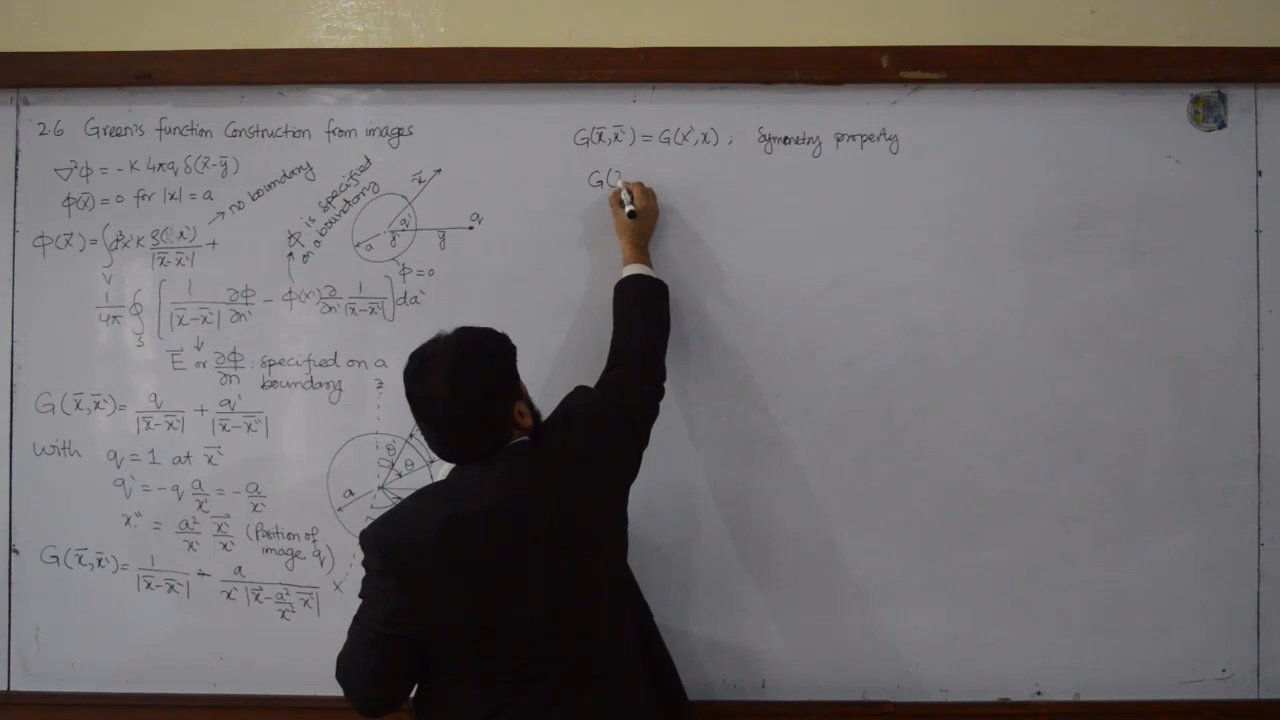 2.6 Green's function Construction from images
∇²Φ = -K 4πq δ(x̄-ȳ)
Φ(x̄) = 0 for |x| = a
→ no boundary
Φ is specified on a boundary
Φ(x⃗) = ∫ d³x' K ρ(x') / |x̄-x̄'| +
V
1/4π ∮ [ 1/|x̄-x̄'| ∂Φ/∂n' - Φ(x') ∂/∂n' 1/|x̄-x̄'| ] da'
S
E⃗ or ∂Φ/∂n : specified on a boundary
x̄
q'
q
a
ȳ'
ȳ
Φ=0
G(x̄,x̄') = q/|x̄-x̄'| + q'/|x̄-x̄''|
with q = 1 at x⃗'
q' = -q a/x' = -a/x'
x'' = a²/x' x⃗'/x' (Position of image q)
G(x̄,x̄') = 1/|x̄-x̄'| - a / x'|x⃗ - a²/x'² x⃗'|
z
θ'
θ
a
x
G(x̄,x̄') = G(x',x) ; Symmetry property
G(